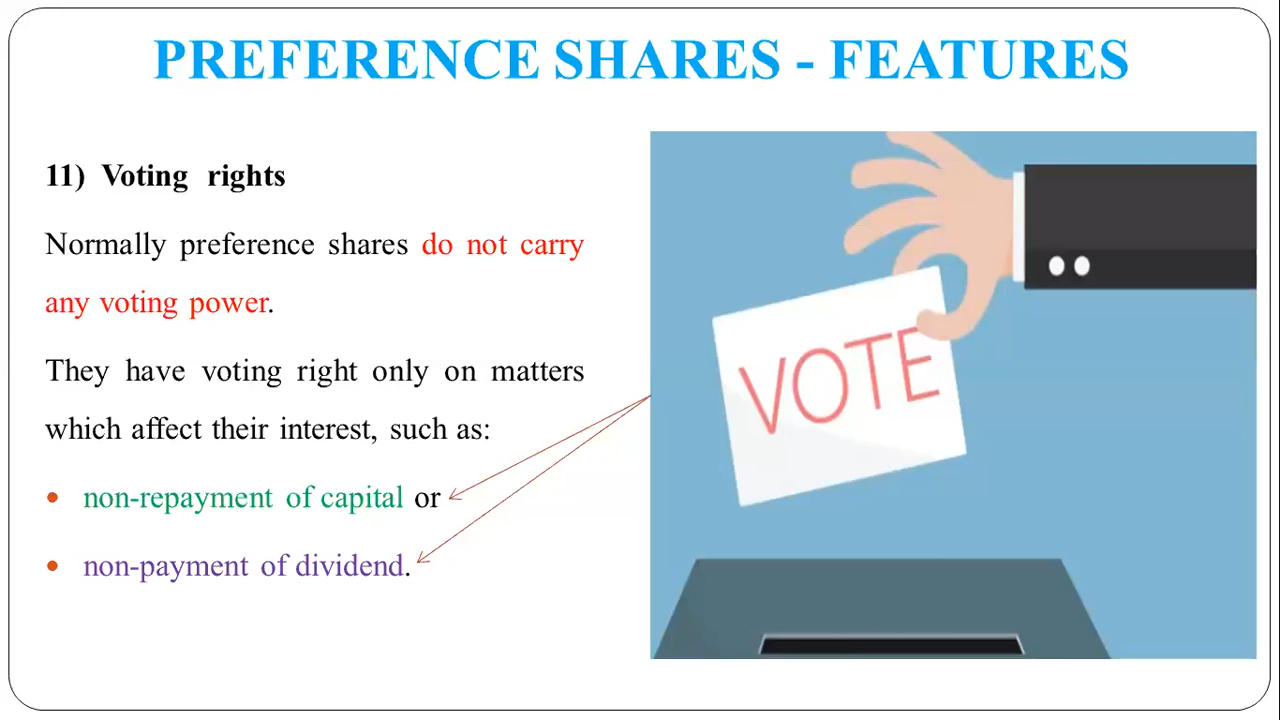 PREFERENCE SHARES - FEATURES
11) Voting rights
Normally preference shares do not carry
any voting power.
They have voting right only on matters
which affect their interest, such as:
• non-repayment of capital or
• non-payment of dividend.
VOTE